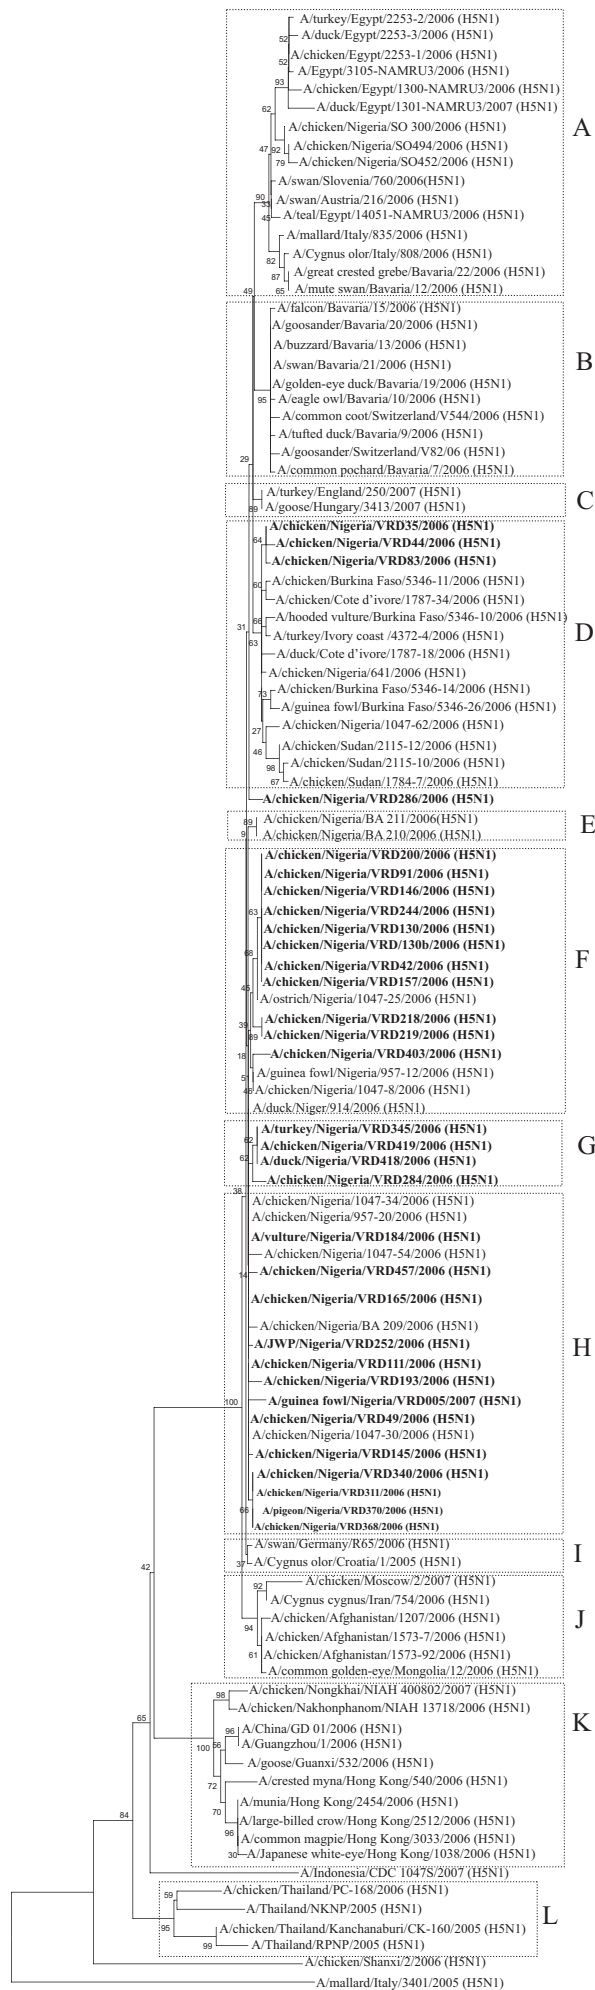 A/turkey/Egypt/2253-2/2006 (H5N1)
A/duck/Egypt/2253-3/2006 (H5N1)
52
A/chicken/Egypt/2253-1/2006 (H5N1)
52
A/Egypt/3105-NAMRU3/2006 (H5N1)
93
A/chicken/Egypt/1300-NAMRU3/2006 (H5N1)
A/duck/Egypt/1301-NAMRU3/2007 (H5N1)
62
A/chicken/Nigeria/SO 300/2006 (H5N1)
A
A/chicken/Nigeria/SO494/2006 (H5N1)
47
92
A/chicken/Nigeria/SO452/2006 (H5N1)
79
A/swan/Slovenia/760/2006(H5N1)
90
A/swan/Austria/216/2006 (H5N1)
33
A/teal/Egypt/14051-NAMRU3/2006 (H5N1)
45
A/mallard/Italy/835/2006 (H5N1)
A/Cygnus olor/Italy/808/2006 (H5N1)
82
A/great crested grebe/Bavaria/22/2006 (H5N1)
87
A/mute swan/Bavaria/12/2006 (H5N1)
65
49
A/falcon/Bavaria/15/2006 (H5N1)
A/goosander/Bavaria/20/2006 (H5N1)
A/buzzard/Bavaria/13/2006 (H5N1)
A/swan/Bavaria/21/2006 (H5N1)
B
A/golden-eye duck/Bavaria/19/2006 (H5N1)
A/eagle owl/Bavaria/10/2006 (H5N1)
95
A/common coot/Switzerland/V544/2006 (H5N1)
A/tufted duck/Bavaria/9/2006 (H5N1)
A/goosander/Switzerland/V82/06 (H5N1)
29
A/common pochard/Bavaria/7/2006 (H5N1)
A/turkey/England/250/2007 (H5N1)
C
A/goose/Hungary/3413/2007 (H5N1)
89
A/chicken/Nigeria/VRD35/2006 (H5N1)
64
A/chicken/Nigeria/VRD44/2006 (H5N1)
A/chicken/Nigeria/VRD83/2006 (H5N1)
A/chicken/Burkina Faso/5346-11/2006 (H5N1)
60
A/chicken/Cote d’ivore/1787-34/2006 (H5N1)
A/hooded vulture/Burkina Faso/5346-10/2006 (H5N1)
66
31
A/turkey/Ivory coast /4372-4/2006 (H5N1)
D
63
A/duck/Cote d’ivore/1787-18/2006 (H5N1)
A/chicken/Nigeria/641/2006 (H5N1)
A/chicken/Burkina Faso/5346-14/2006 (H5N1)
73
A/guinea fowl/Burkina Faso/5346-26/2006 (H5N1)
A/chicken/Nigeria/1047-62/2006 (H5N1)
27
A/chicken/Sudan/2115-12/2006 (H5N1)
46
A/chicken/Sudan/2115-10/2006 (H5N1)
98
A/chicken/Sudan/1784-7/2006 (H5N1)
67
A/chicken/Nigeria/VRD286/2006 (H5N1)
A/chicken/Nigeria/BA 211/2006(H5N1)
89
E
A/chicken/Nigeria/BA 210/2006 (H5N1)
9
A/chicken/Nigeria/VRD200/2006 (H5N1)
A/chicken/Nigeria/VRD91/2006 (H5N1)
A/chicken/Nigeria/VRD146/2006 (H5N1)
A/chicken/Nigeria/VRD244/2006 (H5N1)
63
A/chicken/Nigeria/VRD130/2006 (H5N1)
A/chicken/Nigeria/VRD/130b/2006 (H5N1)
68
F
A/chicken/Nigeria/VRD42/2006 (H5N1)
A/chicken/Nigeria/VRD157/2006 (H5N1)
45
A/ostrich/Nigeria/1047-25/2006 (H5N1)
A/chicken/Nigeria/VRD218/2006 (H5N1)
39
A/chicken/Nigeria/VRD219/2006 (H5N1)
89
A/chicken/Nigeria/VRD403/2006 (H5N1)
18
A/guinea fowl/Nigeria/957-12/2006 (H5N1)
51
A/chicken/Nigeria/1047-8/2006 (H5N1)
A/duck/Niger/914/2006 (H5N1)
A/turkey/Nigeria/VRD345/2006 (H5N1)
62
A/chicken/Nigeria/VRD419/2006 (H5N1)
G
62
A/duck/Nigeria/VRD418/2006 (H5N1)
A/chicken/Nigeria/VRD284/2006 (H5N1)
38
A/chicken/Nigeria/1047-34/2006 (H5N1)
A/chicken/Nigeria/957-20/2006 (H5N1)
A/vulture/Nigeria/VRD184/2006 (H5N1)
A/chicken/Nigeria/1047-54/2006 (H5N1)
A/chicken/Nigeria/VRD457/2006 (H5N1)
14
A/chicken/Nigeria/VRD165/2006 (H5N1)
A/chicken/Nigeria/BA 209/2006 (H5N1)
A/JWP/Nigeria/VRD252/2006 (H5N1)
H
A/chicken/Nigeria/VRD111/2006 (H5N1)
A/chicken/Nigeria/VRD193/2006 (H5N1)
100
A/guinea fowl/Nigeria/VRD005/2007 (H5N1)
A/chicken/Nigeria/VRD49/2006 (H5N1)
A/chicken/Nigeria/1047-30/2006 (H5N1)
A/chicken/Nigeria/VRD145/2006 (H5N1)
A/chicken/Nigeria/VRD340/2006 (H5N1)
A/chicken/Nigeria/VRD311/2006 (H5N1)
66
A/pigeon/Nigeria/VRD370/2006 (H5N1)
A/chicken/Nigeria/VRD368/2006 (H5N1)
A/swan/Germany/R65/2006 (H5N1)
I
37
A/Cygnus olor/Croatia/1/2005 (H5N1)
42
A/chicken/Moscow/2/2007 (H5N1)
92
A/Cygnus cygnus/Iran/754/2006 (H5N1)
A/chicken/Afghanistan/1207/2006 (H5N1)
J
94
A/chicken/Afghanistan/1573-7/2006 (H5N1)
A/chicken/Afghanistan/1573-92/2006 (H5N1)
61
A/common golden-eye/Mongolia/12/2006 (H5N1)
A/chicken/Nongkhai/NIAH 400802/2007 (H5N1)
98
A/chicken/Nakhonphanom/NIAH 13718/2006 (H5N1)
K
65
A/China/GD 01/2006 (H5N1)
96
A/Guangzhou/1/2006 (H5N1)
100
56
A/goose/Guanxi/532/2006 (H5N1)
A/crested myna/Hong Kong/540/2006 (H5N1)
72
A/munia/Hong Kong/2454/2006 (H5N1)
70
A/large-billed crow/Hong Kong/2512/2006 (H5N1)
84
A/common magpie/Hong Kong/3033/2006 (H5N1)
96
A/Japanese white-eye/Hong Kong/1038/2006 (H5N1)
30
A/Indonesia/CDC 1047S/2007 (H5N1)
A/chicken/Thailand/PC-168/2006 (H5N1)
59
A/Thailand/NKNP/2005 (H5N1)
L
95
A/chicken/Thailand/Kanchanaburi/CK-160/2005 (H5N1)
A/Thailand/RPNP/2005 (H5N1)
99
A/chicken/Shanxi/2/2006 (H5N1)
A/mallard/Italy/3401/2005 (H5N1)